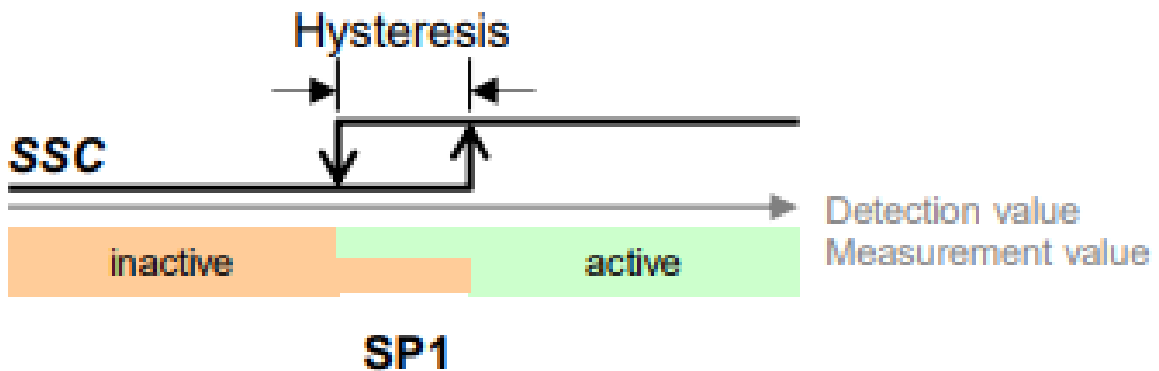 Hysteresis
SSC
Detection value
Measurement value
inactive
active
SP1